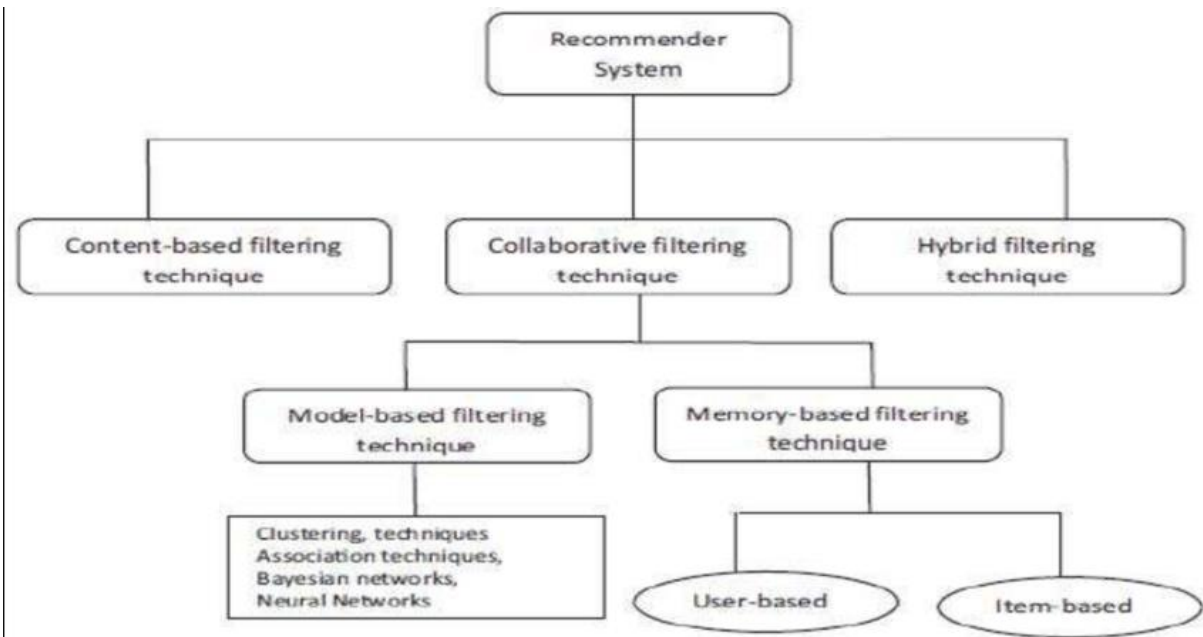 Recommender
System
Content-based filtering
technique
Collaborative filtering
technique
Hybrid filtering
technique
Model-based filtering
technique
Memory-based filtering
technique
Clustering, techniques
Association techniques,
Bayesian networks,
Neural Networks
User-based
Item-based